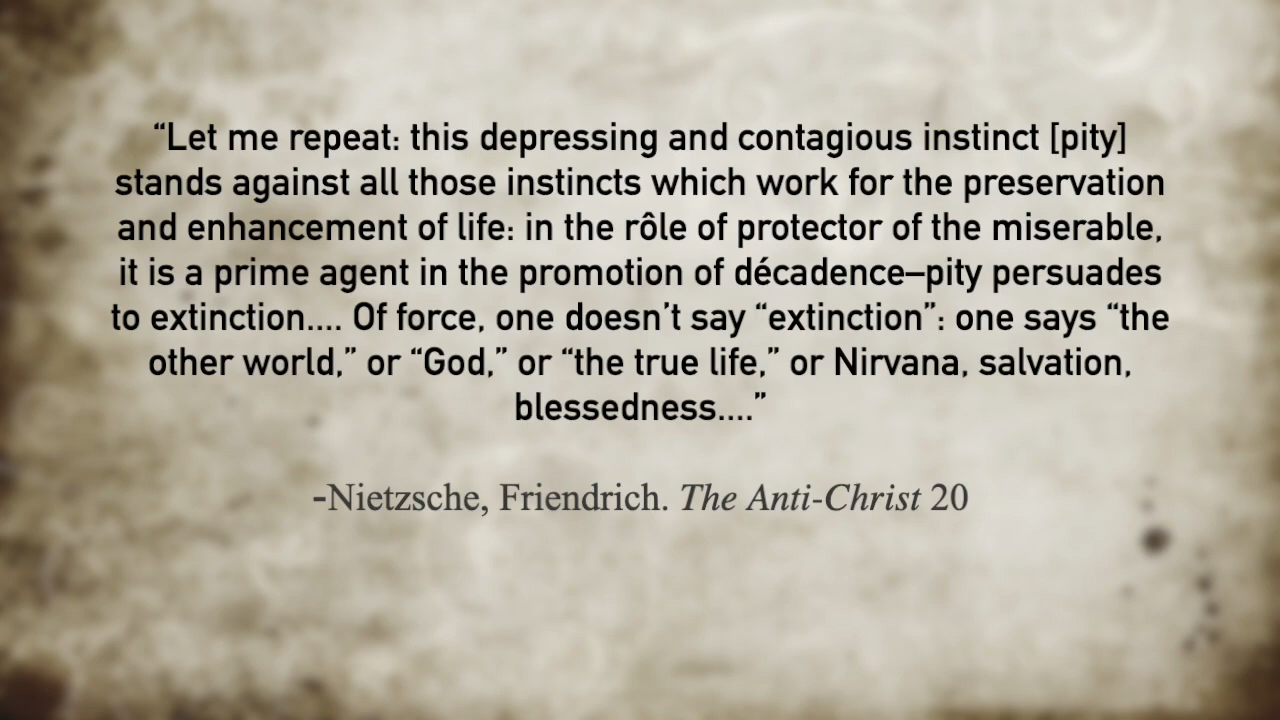 “Let me repeat: this depressing and contagious instinct [pity]
stands against all those instincts which work for the preservation
and enhancement of life: in the rôle of protector of the miserable,
it is a prime agent in the promotion of décadence—pity persuades
to extinction.... Of force, one doesn’t say “extinction”: one says “the
other world,” or “God,” or “the true life,” or Nirvana, salvation,
blessedness....”
-Nietzsche, Friendrich. The Anti-Christ 20